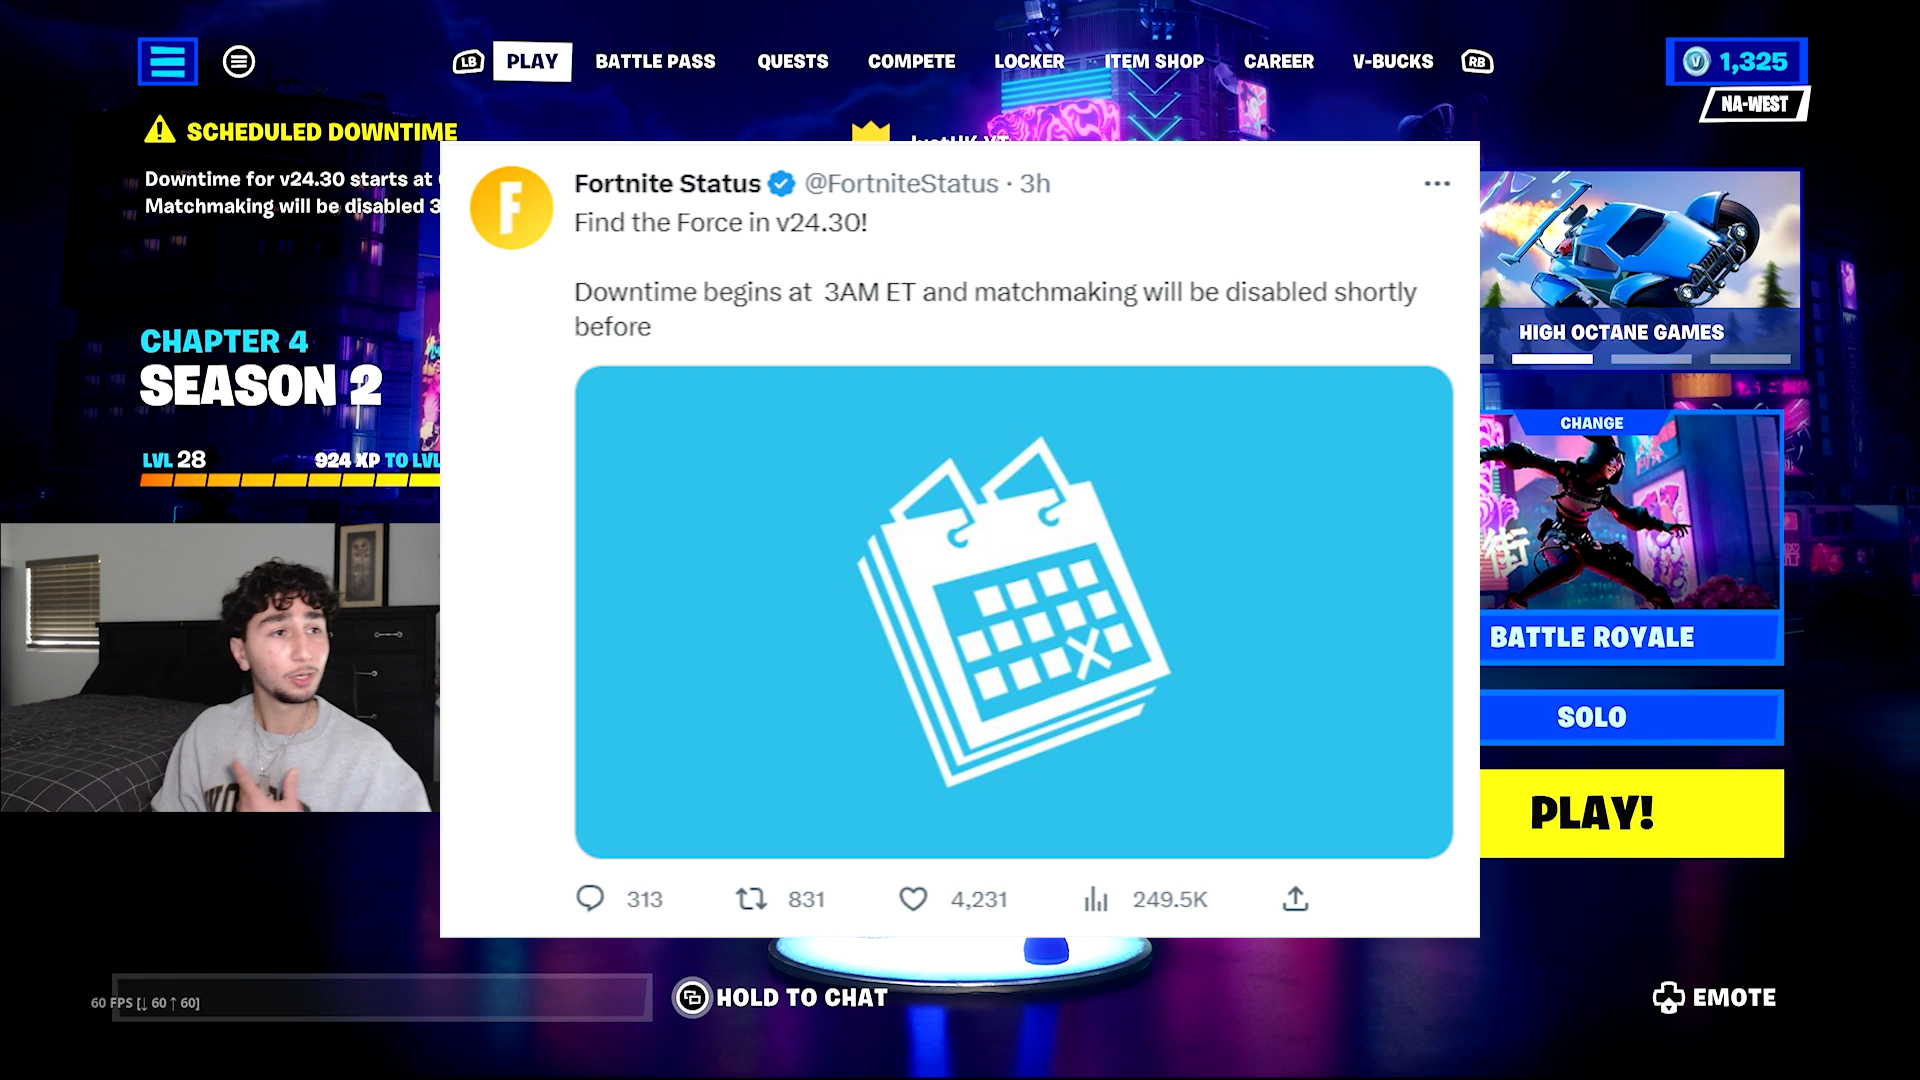 LB PLAY BATTLE PASS QUESTS COMPETE LOCKER ITEM SHOP CAREER V-BUCKS RB
1,325
NA-WEST
SCHEDULED DOWNTIME
Downtime for v24.30 starts at
Matchmaking will be disabled 3
CHAPTER 4
SEASON 2
LVL 28 924 XP TO LVL
Fortnite Status @FortniteStatus · 3h
Find the Force in v24.30!
Downtime begins at 3AM ET and matchmaking will be disabled shortly
before
313 831 4,231 249.5K
HIGH OCTANE GAMES
CHANGE
BATTLE ROYALE
SOLO
PLAY!
60 FPS [↓ 60 ↑ 60]
HOLD TO CHAT
EMOTE